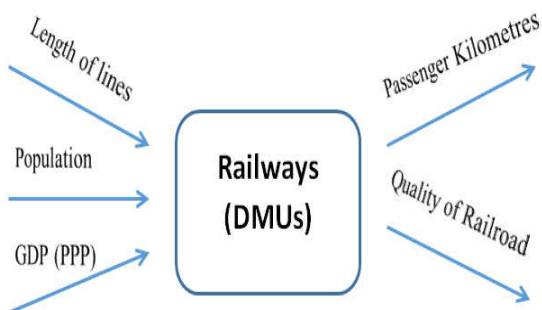 Length of lines
Population
GDP (PPP)
Railways
(DMUs)
Passenger Kilometres
Quality of Railroad